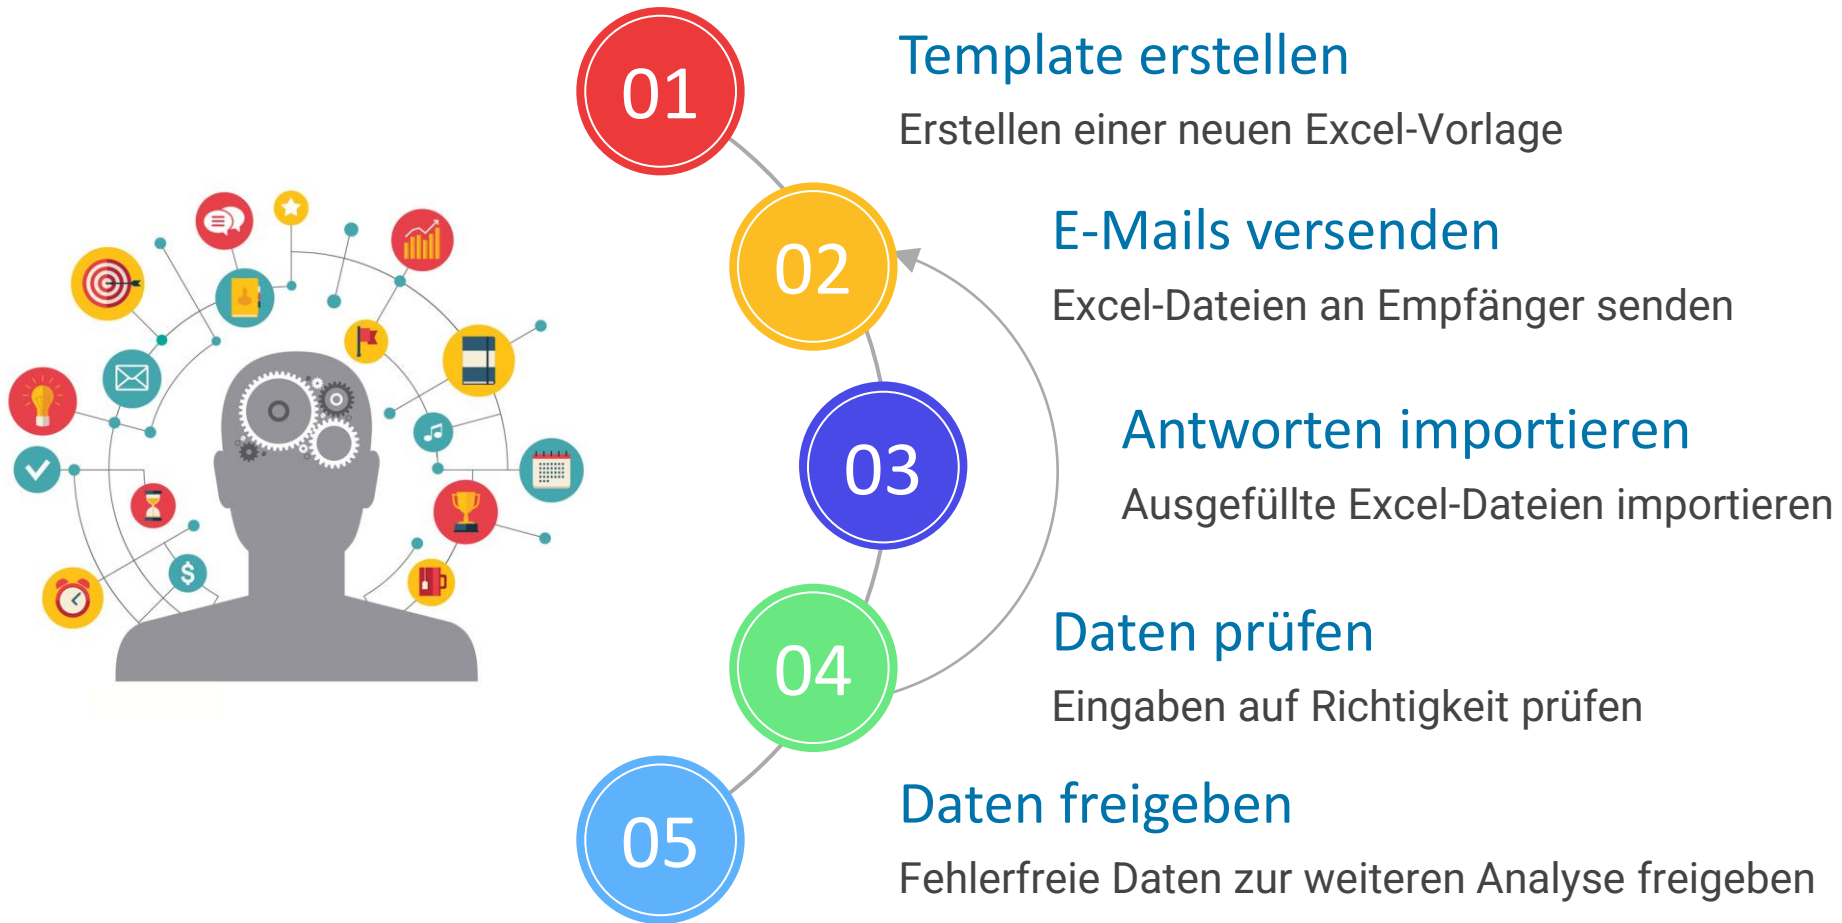 01
Template erstellen
Erstellen einer neuen Excel-Vorlage
02
E-Mails versenden
Excel-Dateien an Empfänger senden
03
Antworten importieren
Ausgefüllte Excel-Dateien importieren
04
Daten prüfen
Eingaben auf Richtigkeit prüfen
05
Daten freigeben
Fehlerfreie Daten zur weiteren Analyse freigeben
$